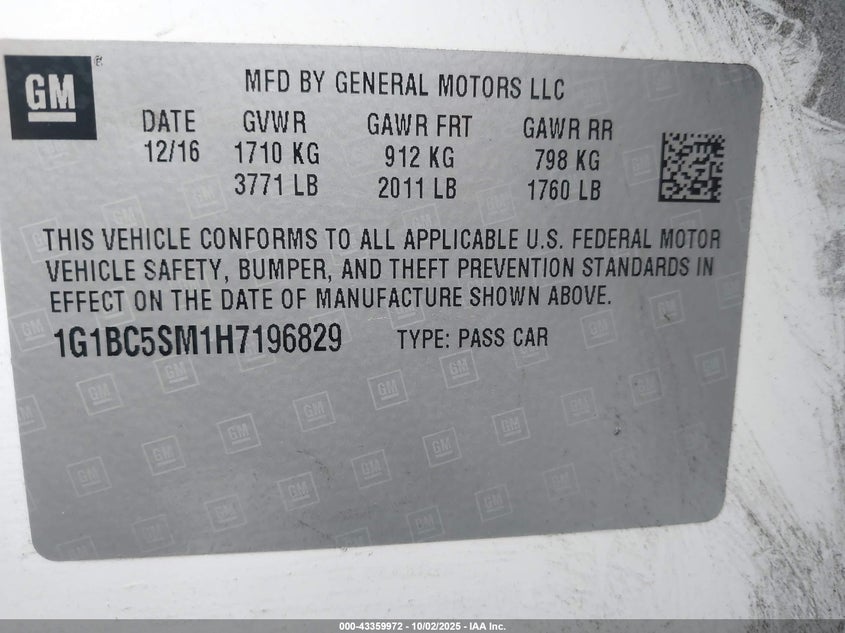 GM
MFD BY GENERAL MOTORS LLC
DATE GVWR GAWR FRT GAWR RR
12/16 1710 KG 912 KG 798 KG
3771 LB 2011 LB 1760 LB
THIS VEHICLE CONFORMS TO ALL APPLICABLE U.S. FEDERAL MOTOR
VEHICLE SAFETY, BUMPER, AND THEFT PREVENTION STANDARDS IN
EFFECT ON THE DATE OF MANUFACTURE SHOWN ABOVE.
1G1BC5SM1H7196829 TYPE: PASS CAR
000-43359972 - 10/02/2025 - IAA Inc.